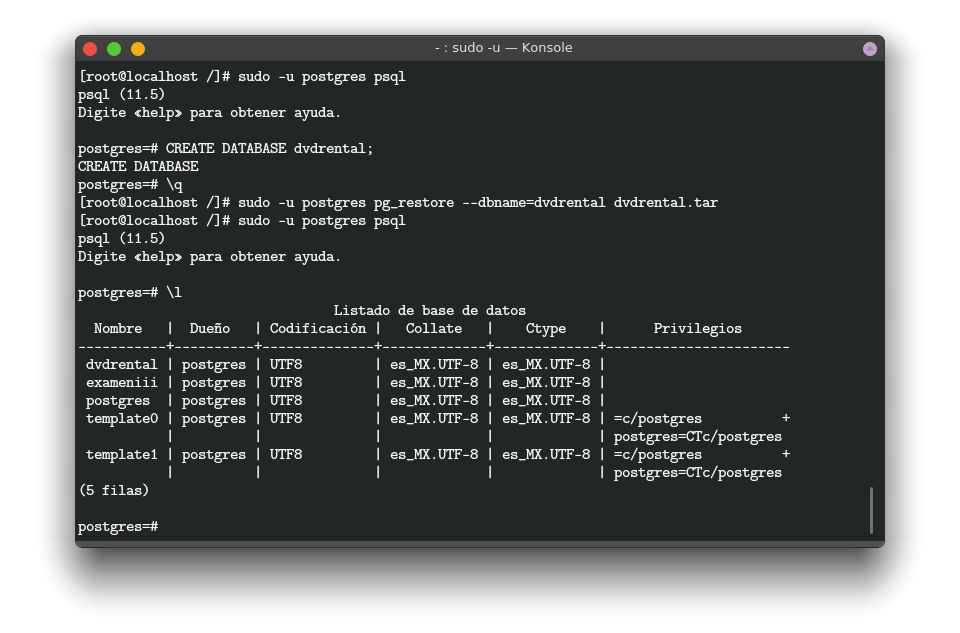 - : sudo -u — Konsole
[root@localhost /]# sudo -u postgres psql
psql (11.5)
Digite «help» para obtener ayuda.
postgres=# CREATE DATABASE dvdrental;
CREATE DATABASE
postgres=# \q
[root@localhost /]# sudo -u postgres pg_restore --dbname=dvdrental dvdrental.tar
[root@localhost /]# sudo -u postgres psql
psql (11.5)
Digite «help» para obtener ayuda.
postgres=# \l
                                Listado de base de datos
  Nombre   |  Dueño   | Codificación |   Collate   |    Ctype    |      Privilegios
-----------+----------+--------------+-------------+-------------+-----------------------
 dvdrental | postgres | UTF8         | es_MX.UTF-8 | es_MX.UTF-8 |
 exameniii | postgres | UTF8         | es_MX.UTF-8 | es_MX.UTF-8 |
 postgres  | postgres | UTF8         | es_MX.UTF-8 | es_MX.UTF-8 |
 template0 | postgres | UTF8         | es_MX.UTF-8 | es_MX.UTF-8 | =c/postgres          +
           |          |              |             |             | postgres=CTc/postgres
 template1 | postgres | UTF8         | es_MX.UTF-8 | es_MX.UTF-8 | =c/postgres          +
           |          |              |             |             | postgres=CTc/postgres
(5 filas)
postgres=#